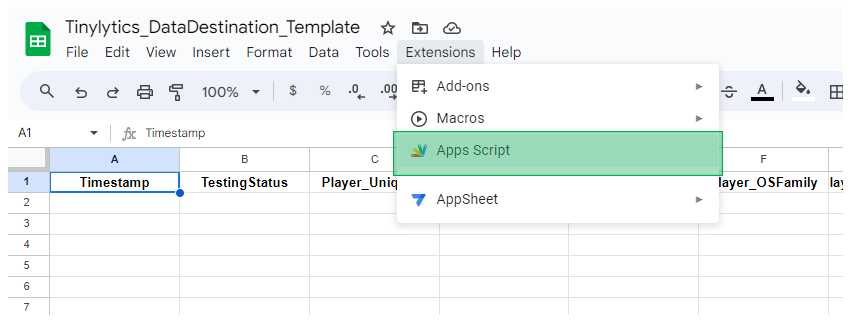 Tinylytics_DataDestination_Template
File Edit View Insert Format Data Tools Extensions Help
100% $ % .0 .00 A
Add-ons
Macros
Apps Script
AppSheet
A1 fx Timestamp
A B C F
1 Timestamp TestingStatus Player_Uniq layer_OSFamily lay
2
3
4
5
6
7